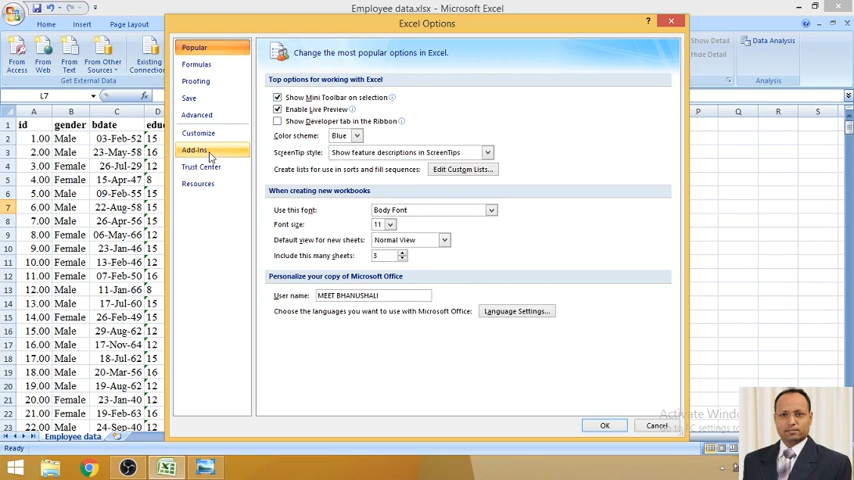 Employee data.xlsx - Microsoft Excel
Home Insert Page Layout
From Access
From Web
From Text
From Other Sources
Existing Connections
Get External Data
Show Detail
Hide Detail
Data Analysis
Analysis
L7
Excel Options
Popular
Formulas
Proofing
Save
Advanced
Customize
Add-Ins
Trust Center
Resources
Change the most popular options in Excel.
Top options for working with Excel
Show Mini Toolbar on selection
Enable Live Preview
Show Developer tab in the Ribbon
Color scheme: Blue
ScreenTip style: Show feature descriptions in ScreenTips
Create lists for use in sorts and fill sequences: Edit Custom Lists...
When creating new workbooks
Use this font: Body Font
Font size: 11
Default view for new sheets: Normal View
Include this many sheets: 3
Personalize your copy of Microsoft Office
User name: MEET BHANUSHALI
Choose the languages you want to use with Microsoft Office: Language Settings...
OK Cancel
A B C D P Q R S
1 id gender bdate educ
2 1.00 Male 03-Feb-52 15
3 2.00 Male 23-May-58 16
4 3.00 Female 26-Jul-29 12
5 4.00 Female 15-Apr-47 8
6 5.00 Male 09-Feb-55 15
7 6.00 Male 22-Aug-58 15
8 7.00 Male 26-Apr-56 15
9 8.00 Female 06-May-66 12
10 9.00 Female 23-Jan-46 15
11 10.00 Female 13-Feb-46 12
12 11.00 Female 07-Feb-50 16
13 12.00 Male 11-Jan-66 8
14 13.00 Male 17-Jul-60 15
15 14.00 Female 26-Feb-49 15
16 15.00 Male 29-Aug-62 12
17 16.00 Male 17-Nov-64 12
18 17.00 Male 18-Jul-62 15
19 18.00 Male 20-Mar-56 16
20 19.00 Male 19-Aug-62 12
21 20.00 Female 23-Jan-40 12
22 21.00 Female 19-Feb-63 16
23 22.00 Male 24-Sep-40 12
Activate Windows
Go to PC settings to
Employee data
Ready